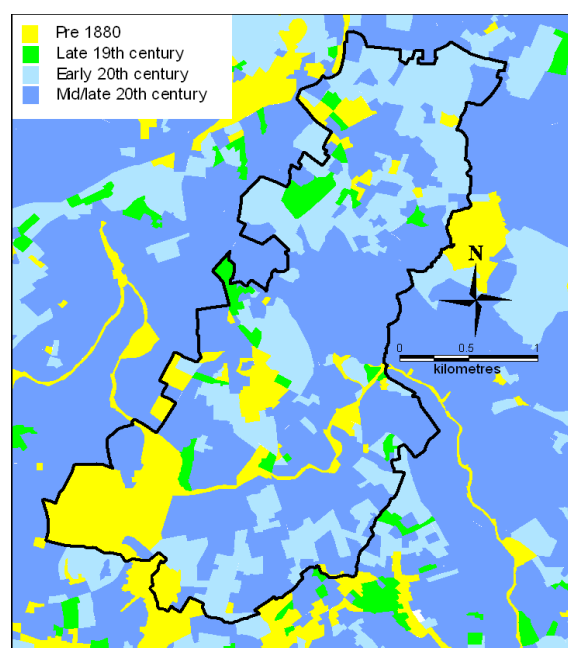 Pre 1880
Late 19th century
Early 20th century
Mid/late 20th century
N
0 0.5 1
kilometres